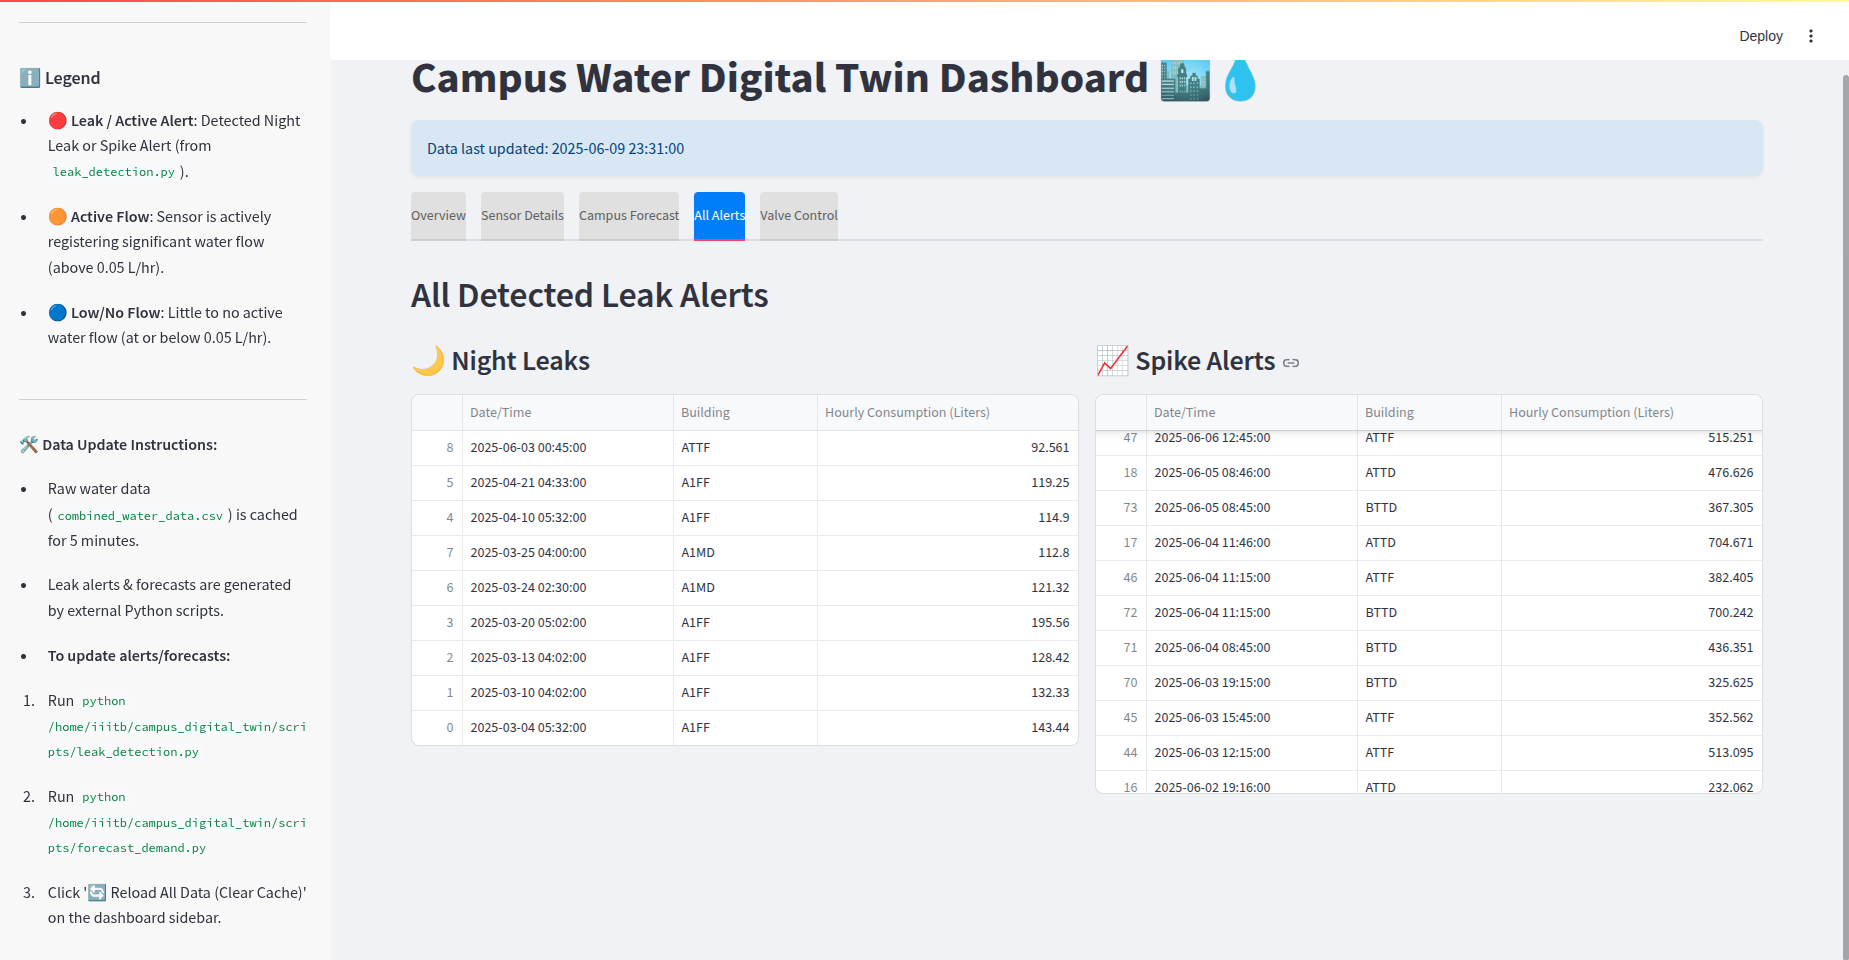 Deploy
Legend
Leak / Active Alert: Detected Night
Leak or Spike Alert (from
leak_detection.py ).
Active Flow: Sensor is actively
registering significant water flow
(above 0.05 L/hr).
Low/No Flow: Little to no active
water flow (at or below 0.05 L/hr).
Data Update Instructions:
Raw water data
( combined_water_data.csv ) is cached
for 5 minutes.
Leak alerts & forecasts are generated
by external Python scripts.
To update alerts/forecasts:
1. Run python
/home/iiitb/campus_digital_twin/scri
pts/leak_detection.py
2. Run python
/home/iiitb/campus_digital_twin/scri
pts/forecast_demand.py
3. Click '🔄 Reload All Data (Clear Cache)'
on the dashboard sidebar.
Campus Water Digital Twin Dashboard
Data last updated: 2025-06-09 23:31:00
Overview Sensor Details Campus Forecast All Alerts Valve Control
All Detected Leak Alerts
Night Leaks
Date/Time Building Hourly Consumption (Liters)
8 2025-06-03 00:45:00 ATTF 92.561
5 2025-04-21 04:33:00 A1FF 119.25
4 2025-04-10 05:32:00 A1FF 114.9
7 2025-03-25 04:00:00 A1MD 112.8
6 2025-03-24 02:30:00 A1MD 121.32
3 2025-03-20 05:02:00 A1FF 195.56
2 2025-03-13 04:02:00 A1FF 128.42
1 2025-03-10 04:02:00 A1FF 132.33
0 2025-03-04 05:32:00 A1FF 143.44
Spike Alerts
Date/Time Building Hourly Consumption (Liters)
47 2025-06-06 12:45:00 ATTF 515.251
18 2025-06-05 08:46:00 ATTD 476.626
73 2025-06-05 08:45:00 BTTD 367.305
17 2025-06-04 11:46:00 ATTD 704.671
46 2025-06-04 11:15:00 ATTF 382.405
72 2025-06-04 11:15:00 BTTD 700.242
71 2025-06-04 08:45:00 BTTD 436.351
70 2025-06-03 19:15:00 BTTD 325.625
45 2025-06-03 15:45:00 ATTF 352.562
44 2025-06-03 12:15:00 ATTF 513.095
16 2025-06-02 19:16:00 ATTD 232.062